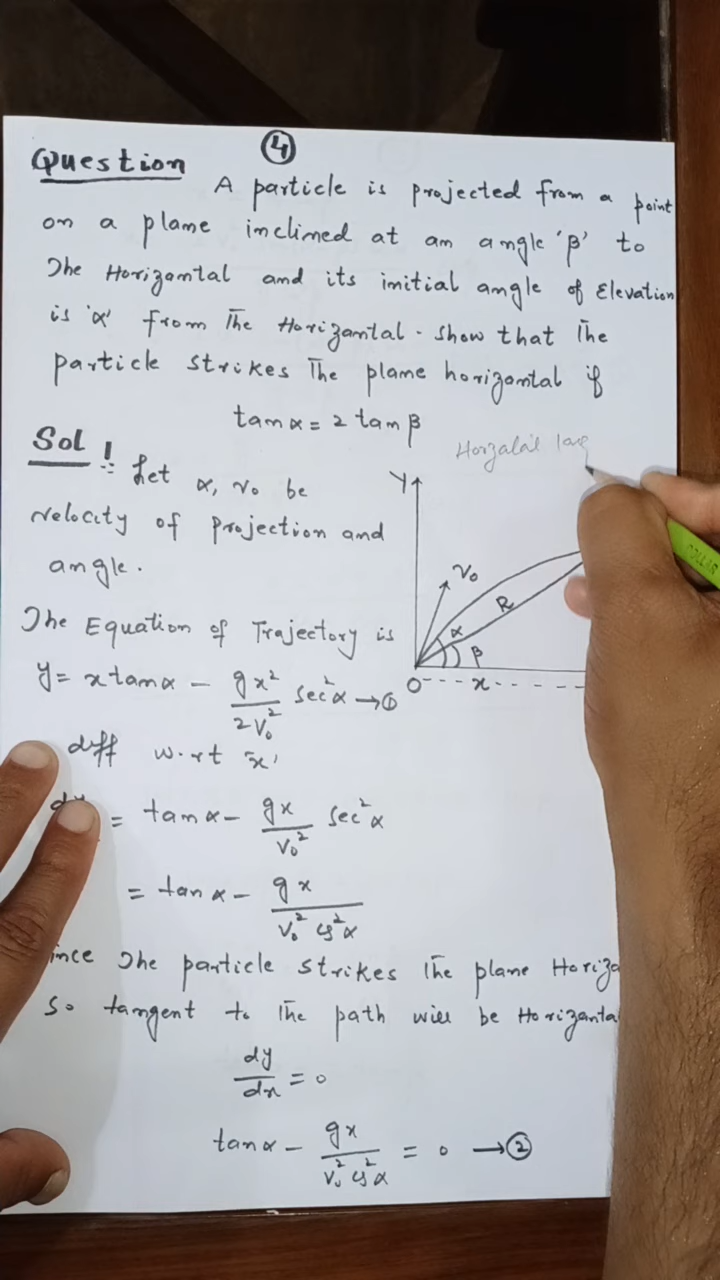 ④
Question A particle is projected from a point
on a plane inclined at an angle 'β' to
The Horizantal and its initial angle of Elevation
is 'α' from The Horizantal. Show that The
particle strikes The plane horizontal if
tan α = 2 tan β
Sol! Let α, v₀ be
velocity of projection and
angle.
The Equation of Trajectory is
y = x tan α − gx²/2v₀² sec²α → ①
diff w.r.t 'x'
= tan α − gx/v₀² sec²α
= tan α − gx/v₀² cos²α
The particle strikes The plane
So tangent to The path will be
dy/dx = 0
tan α − gx/v₀² cos²α = 0 → ②
Y
v₀
R
α
β
O - - - x - - - -
COLLAR